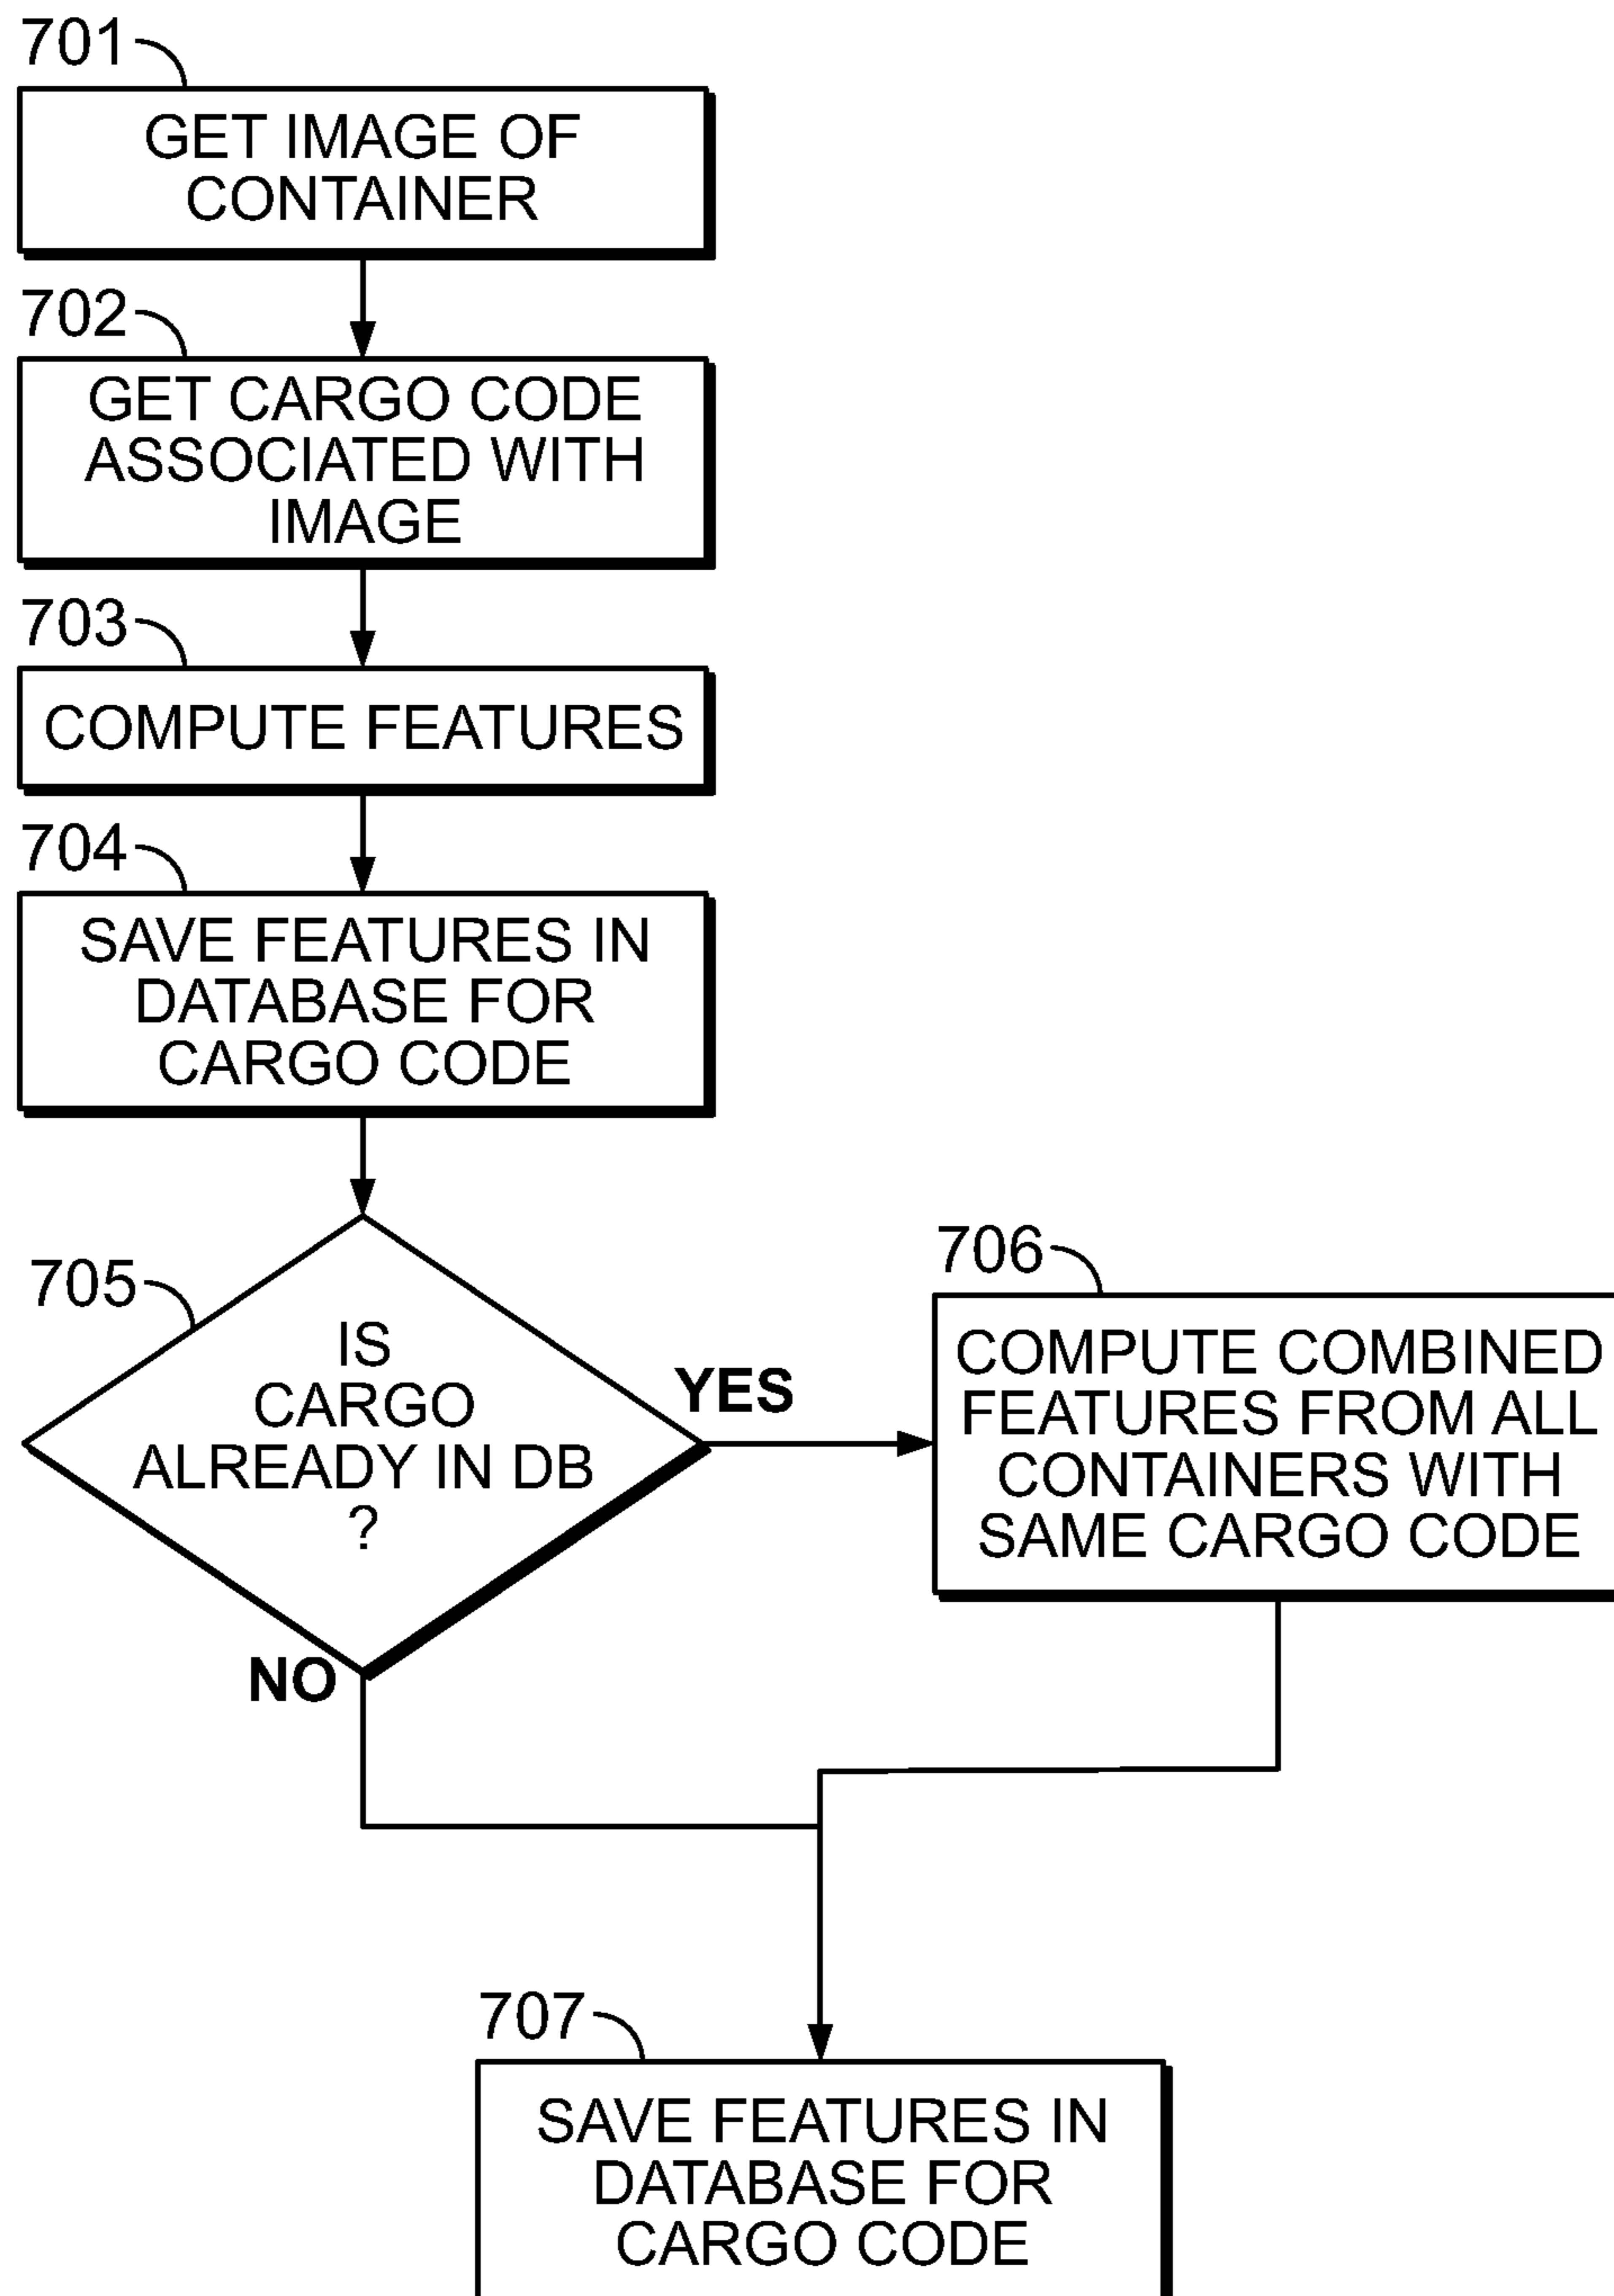 701
GET IMAGE OF
CONTAINER
702
GET CARGO CODE
ASSOCIATED WITH
IMAGE
703
COMPUTE FEATURES
704
SAVE FEATURES IN
DATABASE FOR
CARGO CODE
705
IS
CARGO
ALREADY IN DB
?
YES
NO
706
COMPUTE COMBINED
FEATURES FROM ALL
CONTAINERS WITH
SAME CARGO CODE
707
SAVE FEATURES IN
DATABASE FOR
CARGO CODE